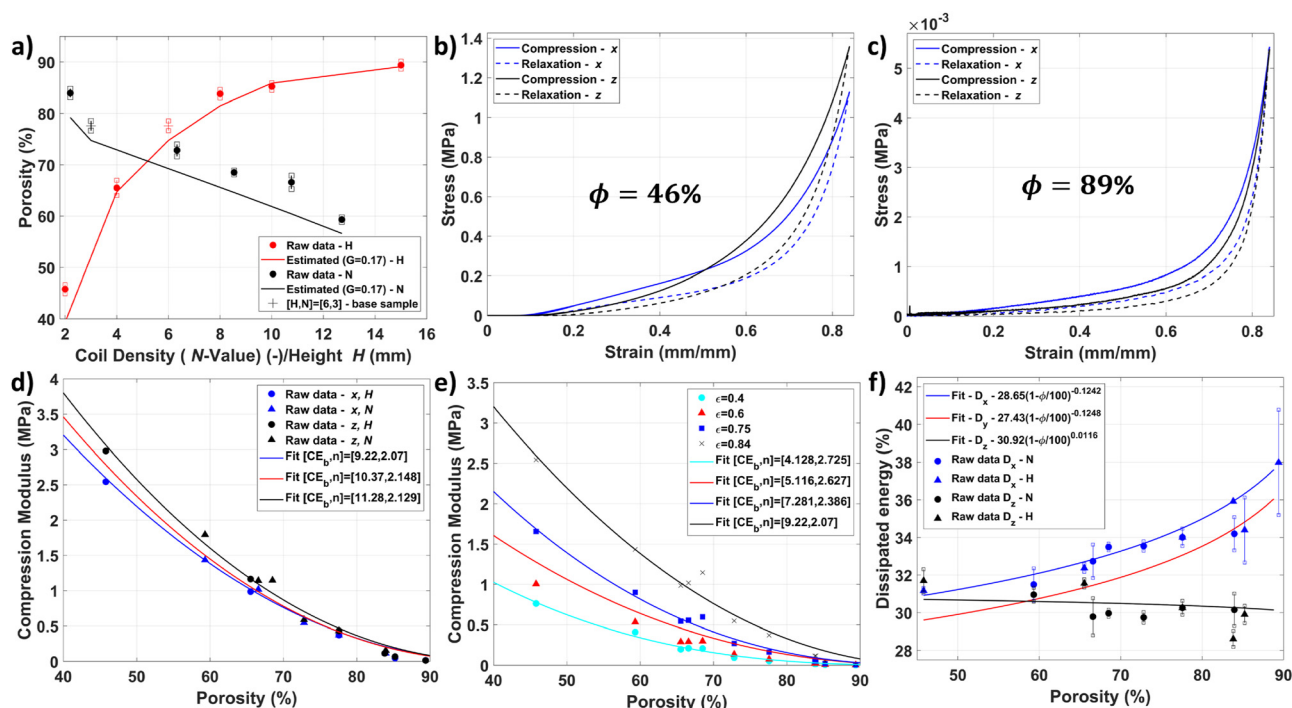 a)
Porosity (%)
90
80
70
60
50
40
2
4
6
8
10
12
14
16
Coil Density ( N-Value) (-)/Height H (mm)
Raw data - H
Estimated (G=0.17) - H
Raw data - N
Estimated (G=0.17) - N
[H,N]=[6,3] - base sample
b)
Stress (MPa)
1.4
1.2
1
0.8
0.6
0.4
0.2
0
0
0.2
0.4
0.6
0.8
Strain (mm/mm)
Compression - x
Relaxation - x
Compression - z
Relaxation - z
ϕ = 46%
c)
×10-3
Stress (MPa)
4
2
0
0
0.2
0.4
0.6
0.8
Strain (mm/mm)
Compression - x
Relaxation - x
Compression - z
Relaxation - z
ϕ = 89%
d)
Compression Modulus (MPa)
4
3.5
3
2.5
2
1.5
1
0.5
0
40
50
60
70
80
90
Porosity (%)
Raw data - x, H
Raw data - x, N
Raw data - z, H
Raw data - z, N
Fit [CEb,n]=[9.22,2.07]
Fit [CEb,n]=[10.37,2.148]
Fit [CEb,n]=[11.28,2.129]
e)
Compression Modulus (MPa)
3.5
3
2.5
2
1.5
1
0.5
0
40
50
60
70
80
90
Porosity (%)
ϵ=0.4
ϵ=0.6
ϵ=0.75
ϵ=0.84
Fit [CEb,n]=[4.128,2.725]
Fit [CEb,n]=[5.116,2.627]
Fit [CEb,n]=[7.281,2.386]
Fit [CEb,n]=[9.22,2.07]
f)
Dissipated energy (%)
42
40
38
36
34
32
30
28
50
60
70
80
90
Porosity (%)
Fit - Dx - 28.65(1-ϕ/100)-0.1242
Fit - Dy - 27.43(1-ϕ/100)-0.1248
Fit - Dz - 30.92(1-ϕ/100)0.0116
Raw data Dx - N
Raw data Dx - H
Raw data Dz - N
Raw data Dz - H